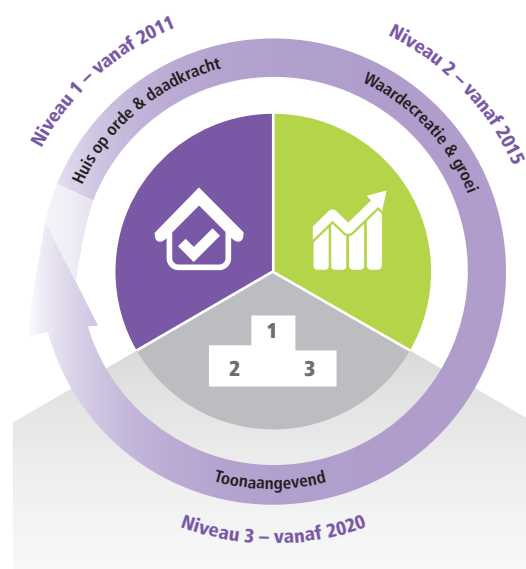 Niveau 1 – vanaf 2011
Huis op orde & daadkracht
Niveau 2 – vanaf 2015
Waardecreatie & groei
1
2
3
Toonaangevend
Niveau 3 – vanaf 2020